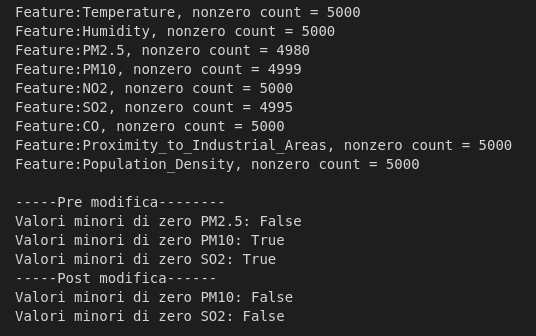 Feature:Temperature, nonzero count = 5000
Feature:Humidity, nonzero count = 5000
Feature:PM2.5, nonzero count = 4980
Feature:PM10, nonzero count = 4999
Feature:NO2, nonzero count = 5000
Feature:SO2, nonzero count = 4995
Feature:CO, nonzero count = 5000
Feature:Proximity_to_Industrial_Areas, nonzero count = 5000
Feature:Population_Density, nonzero count = 5000
-----Pre modifica--------
Valori minori di zero PM2.5: False
Valori minori di zero PM10: True
Valori minori di zero SO2: True
-----Post modifica------
Valori minori di zero PM10: False
Valori minori di zero SO2: False